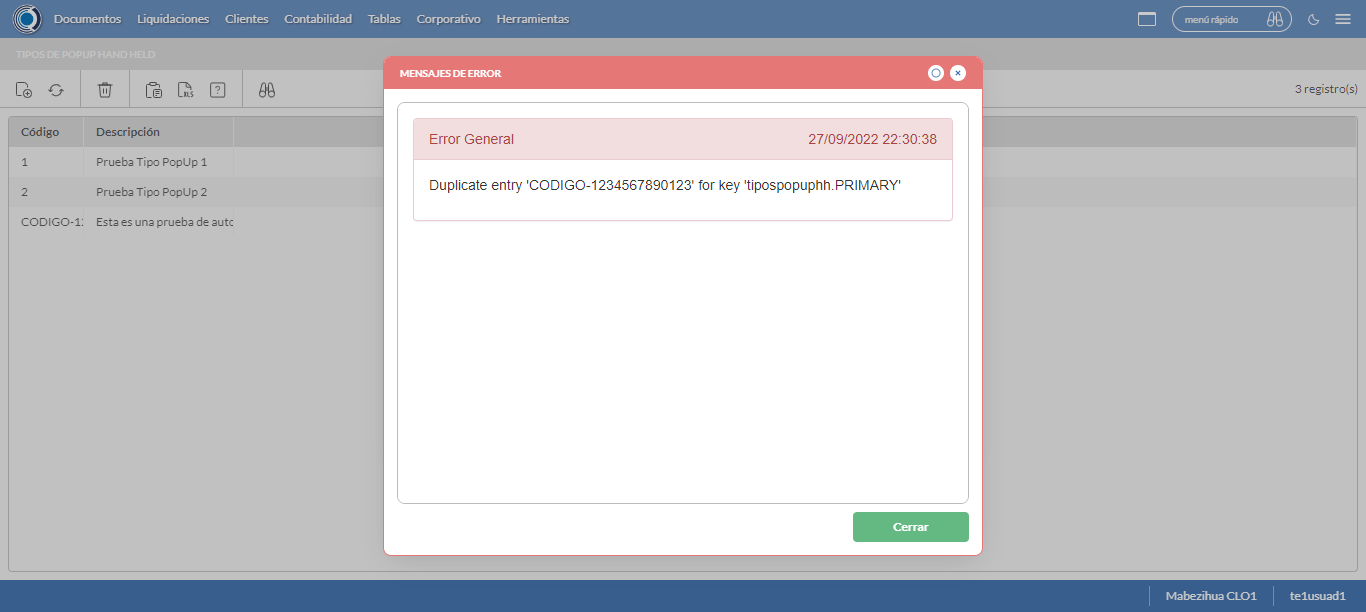 Documentos Liquidaciones Clientes Contabilidad Tablas Corporativo Herramientas menú rápido
TIPOS DE POPUP HAND HELD
MENSAJES DE ERROR
XLS ? 3 registro(s)
Código Descripción
1 Prueba Tipo PopUp 1
2 Prueba Tipo PopUp 2
CODIGO-12 Esta es una prueba de auto
Error General 27/09/2022 22:30:38
Duplicate entry 'CODIGO-1234567890123' for key 'tipospopuphh.PRIMARY'
Cerrar
Mabezihua CLO1 te1usuad1